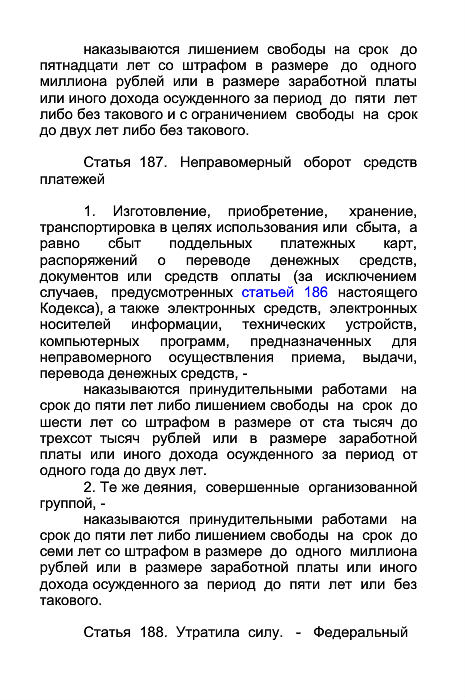 наказываются лишением свободы на срок до
пятнадцати лет со штрафом в размере до одного
миллиона рублей или в размере заработной платы
или иного дохода осужденного за период до пяти лет
либо без такового и с ограничением свободы на срок
до двух лет либо без такового.
Статья 187. Неправомерный оборот средств
платежей
1. Изготовление, приобретение, хранение,
транспортировка в целях использования или сбыта, а
равно сбыт поддельных платежных карт,
распоряжений о переводе денежных средств,
документов или средств оплаты (за исключением
случаев, предусмотренных статьей 186 настоящего
Кодекса), а также электронных средств, электронных
носителей информации, технических устройств,
компьютерных программ, предназначенных для
неправомерного осуществления приема, выдачи,
перевода денежных средств, -
наказываются принудительными работами на
срок до пяти лет либо лишением свободы на срок до
шести лет со штрафом в размере от ста тысяч до
трехсот тысяч рублей или в размере заработной
платы или иного дохода осужденного за период от
одного года до двух лет.
2. Те же деяния, совершенные организованной
группой, -
наказываются принудительными работами на
срок до пяти лет либо лишением свободы на срок до
семи лет со штрафом в размере до одного миллиона
рублей или в размере заработной платы или иного
дохода осужденного за период до пяти лет или без
такового.
Статья 188. Утратила силу. - Федеральный